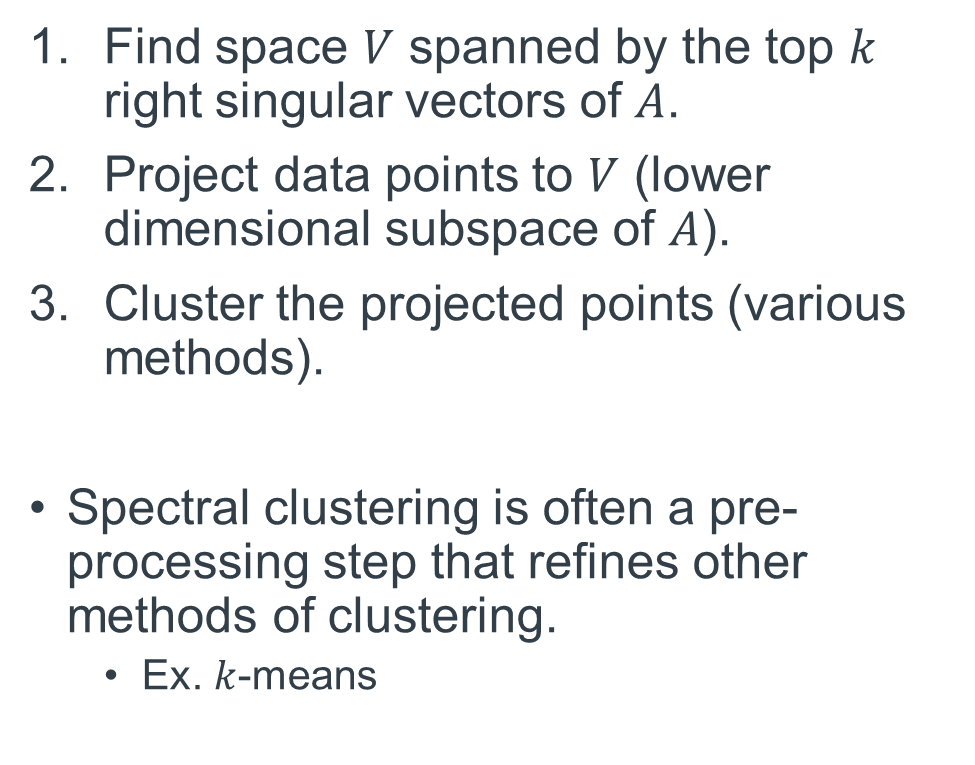 1. Find space V spanned by the top k
right singular vectors of A.
2. Project data points to V (lower
dimensional subspace of A).
3. Cluster the projected points (various
methods).
• Spectral clustering is often a pre-
processing step that refines other
methods of clustering.
• Ex. k-means